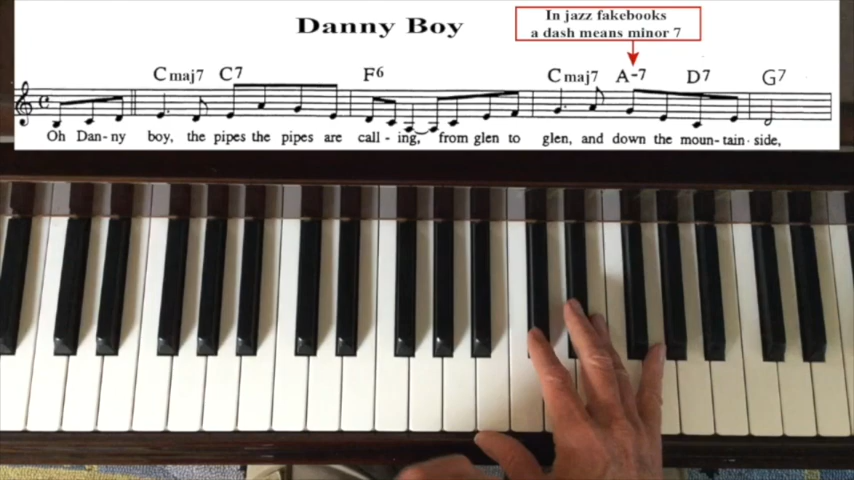 Danny Boy
In jazz fakebooks
a dash means minor 7
Cmaj7 C7 F6 Cmaj7 A-7 D7 G7
Oh Dan-ny boy, the pipes the pipes are call-ing, from glen to glen, and down the moun-tain-side,